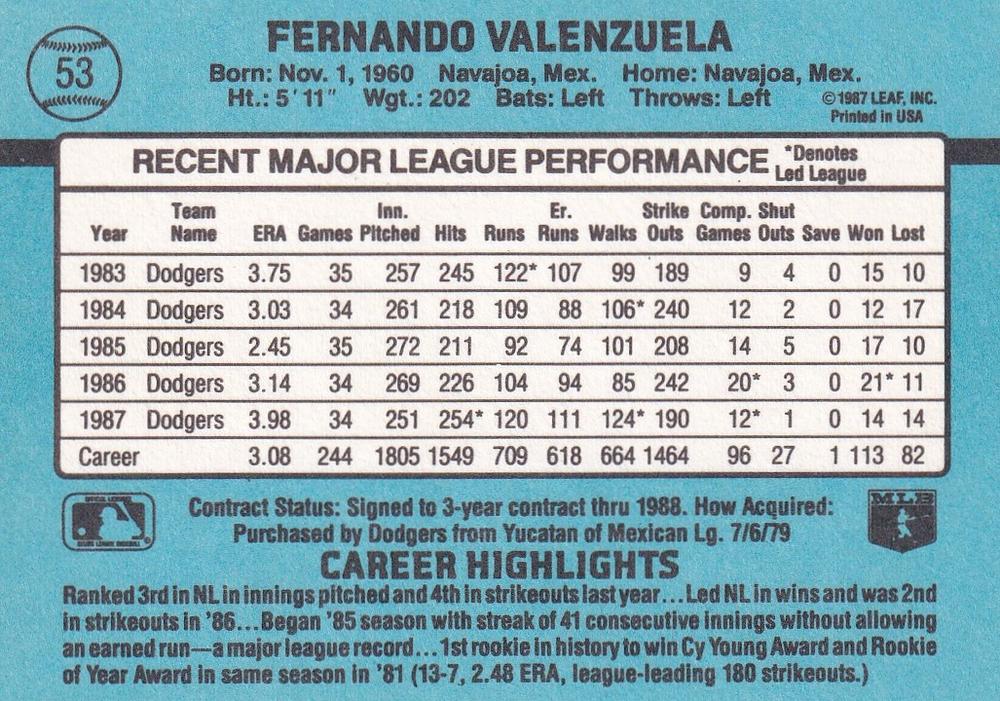 53
FERNANDO VALENZUELA
Born: Nov. 1, 1960 Navajoa, Mex. Home: Navajoa, Mex.
Ht.: 5' 11" Wgt.: 202 Bats: Left Throws: Left
©1987 LEAF, INC.
Printed in USA
RECENT MAJOR LEAGUE PERFORMANCE *Denotes
Led League
Year Team Name ERA Games Inn. Pitched Hits Runs Er. Runs Walks Strike Outs Comp. Games Shut Outs Save Won Lost
1983 Dodgers 3.75 35 257 245 122* 107 99 189 9 4 0 15 10
1984 Dodgers 3.03 34 261 218 109 88 106* 240 12 2 0 12 17
1985 Dodgers 2.45 35 272 211 92 74 101 208 14 5 0 17 10
1986 Dodgers 3.14 34 269 226 104 94 85 242 20* 3 0 21* 11
1987 Dodgers 3.98 34 251 254* 120 111 124* 190 12* 1 0 14 14
Career 3.08 244 1805 1549 709 618 664 1464 96 27 1 113 82
Contract Status: Signed to 3-year contract thru 1988. How Acquired:
Purchased by Dodgers from Yucatan of Mexican Lg. 7/6/79
MLB
CAREER HIGHLIGHTS
Ranked 3rd in NL in innings pitched and 4th in strikeouts last year...Led NL in wins and was 2nd
in strikeouts in '86...Began '85 season with streak of 41 consecutive innings without allowing
an earned run—a major league record...1st rookie in history to win Cy Young Award and Rookie
of Year Award in same season in '81 (13-7, 2.48 ERA, league-leading 180 strikeouts.)